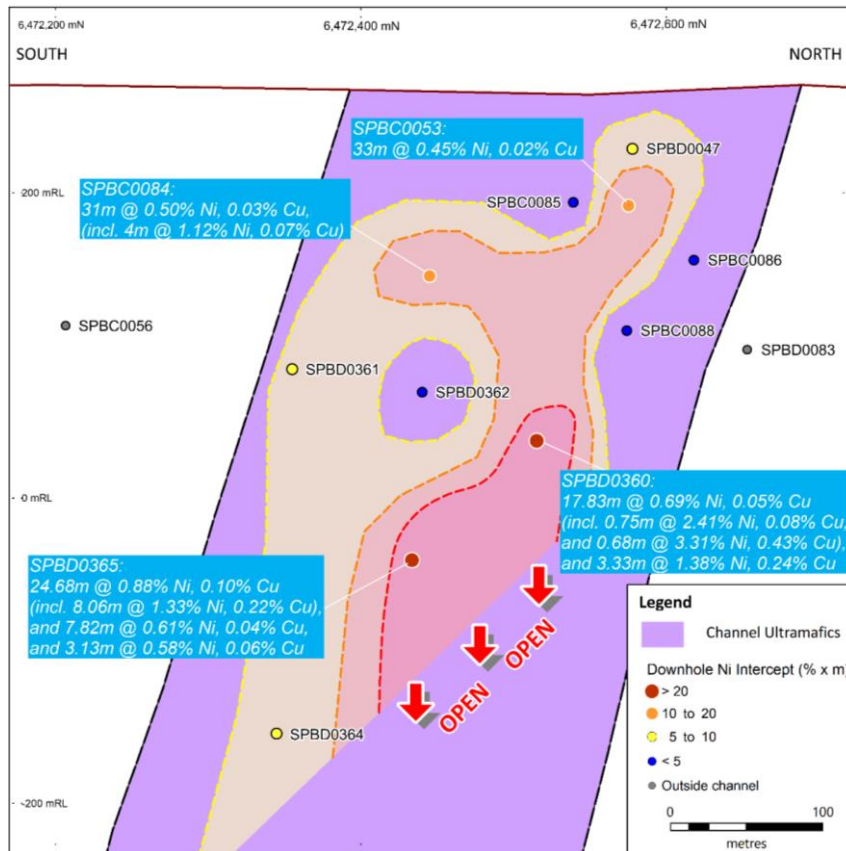 6,472,200 mN
6,472,400 mN
6,472,600 mN
SOUTH
NORTH
SPBC0053:
33m @ 0.45% Ni, 0.02% Cu
SPBD0047
200 mRL
SPBC0084:
31m @ 0.50% Ni, 0.03% Cu,
(incl. 4m @ 1.12% Ni, 0.07% Cu)
SPBC0085
SPBC0086
SPBC0056
SPBC0088
SPBD0083
SPBD0361
SPBD0362
0 mRL
SPBD0360:
17.83m @ 0.69% Ni, 0.05% Cu
(incl. 0.75m @ 2.41% Ni, 0.08% Cu,
and 0.68m @ 3.31% Ni, 0.43% Cu),
and 3.33m @ 1.38% Ni, 0.24% Cu
SPBD0365:
24.68m @ 0.88% Ni, 0.10% Cu
(incl. 8.06m @ 1.33% Ni, 0.22% Cu),
and 7.82m @ 0.61% Ni, 0.04% Cu,
and 3.13m @ 0.58% Ni, 0.06% Cu
OPEN
OPEN
SPBD0364
-200 mRL
Legend
Channel Ultramafics
Downhole Ni Intercept (% x m)
> 20
10 to 20
5 to 10
< 5
Outside channel
0 100
metres